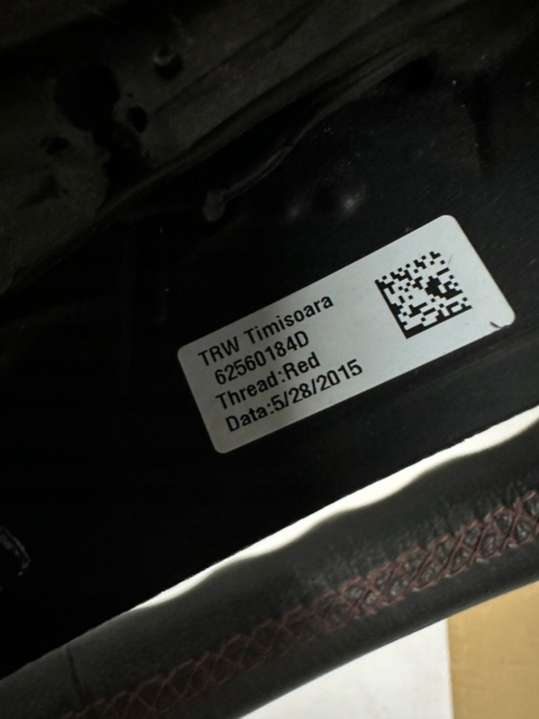 TRW Timisoara
62560184D
Thread:Red
Data:5/28/2015